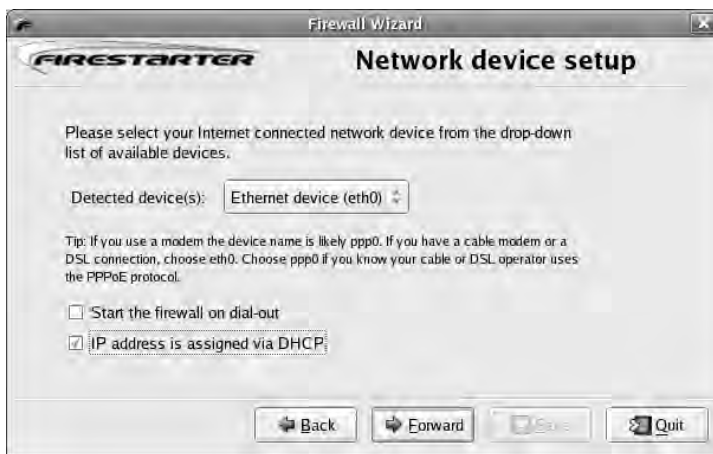 Firewall Wizard
FIRESTARTER
Network device setup
Please select your Internet connected network device from the drop-down
list of available devices.
Detected device(s): Ethernet device (eth0)
Tip: If you use a modem the device name is likely ppp0. If you have a cable modem or a
DSL connection, choose eth0. Choose ppp0 if you know your cable or DSL operator uses
the PPPoE protocol.
Start the firewall on dial-out
IP address is assigned via DHCP
Back Forward Save Quit